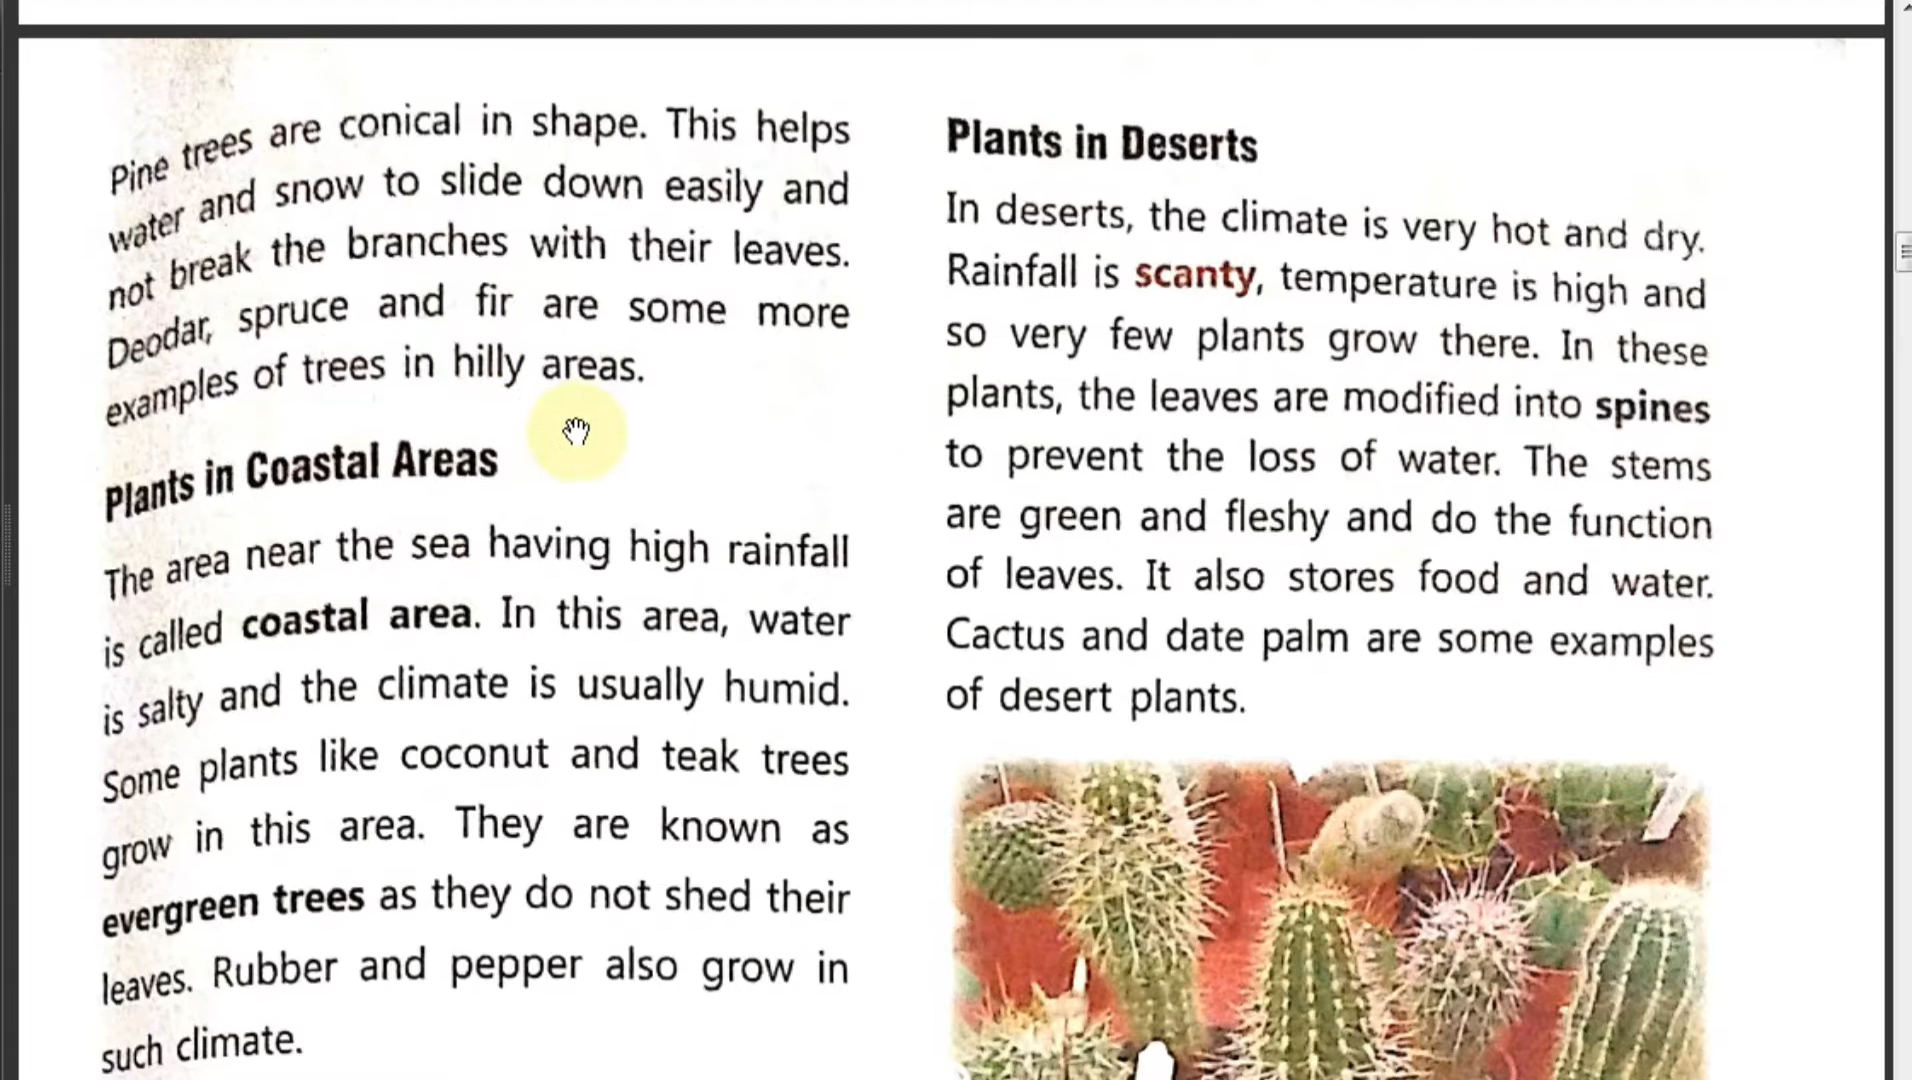 Pine trees are conical in shape. This helps
water and snow to slide down easily and
not break the branches with their leaves.
Deodar, spruce and fir are some more
examples of trees in hilly areas.
Plants in Coastal Areas
The area near the sea having high rainfall
is called coastal area. In this area, water
is salty and the climate is usually humid.
Some plants like coconut and teak trees
grow in this area. They are known as
evergreen trees as they do not shed their
leaves. Rubber and pepper also grow in
such climate.
Plants in Deserts
In deserts, the climate is very hot and dry.
Rainfall is scanty, temperature is high and
so very few plants grow there. In these
plants, the leaves are modified into spines
to prevent the loss of water. The stems
are green and fleshy and do the function
of leaves. It also stores food and water.
Cactus and date palm are some examples
of desert plants.